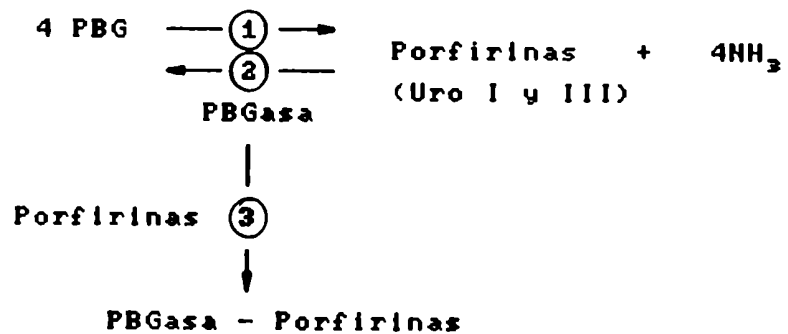 4 PBG ① Porfirinas + 4NH₃
② (Uro I y III)
PBGasa
Porfirinas ③
PBGasa - Porfirinas